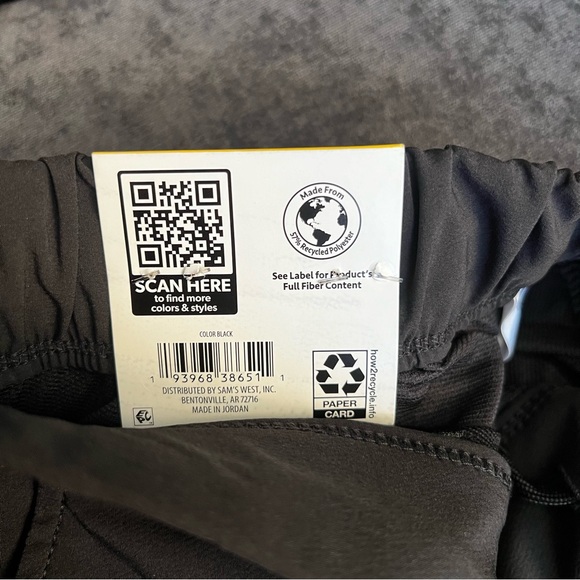 SCAN HERE
to find more
colors & styles
Made From
57% Recycled Polyester
See Label for Product's
Full Fiber Content
COLOR BLACK
1 93968 38651 1
DISTRIBUTED BY SAM'S WEST, INC.
BENTONVILLE, AR 72716
MADE IN JORDAN
PAPER
CARD
how2recycle.info